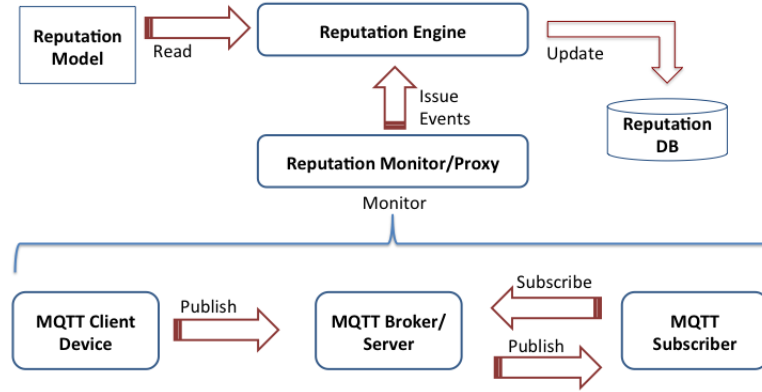 Reputation
Model
Read
Reputation Engine
Update
Issue
Events
Reputation
DB
Reputation Monitor/Proxy
Monitor
MQTT Client
Device
Publish
MQTT Broker/
Server
Subscribe
Publish
MQTT
Subscriber